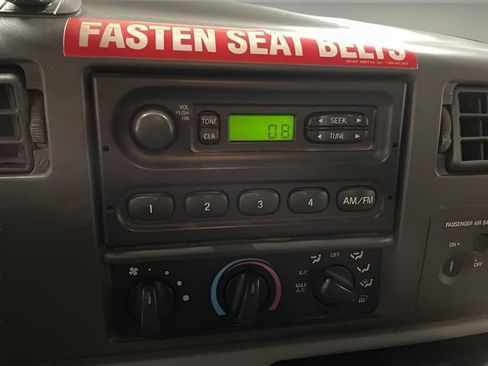 FASTEN SEAT BELTS
VOL
PUSH
ON
TONE
CLK
08
SEEK
TUNE
1 2 3 4 AM/FM
OFF
A/C
MAX
A/C
PASSENGER AIR BA
ON
OFF